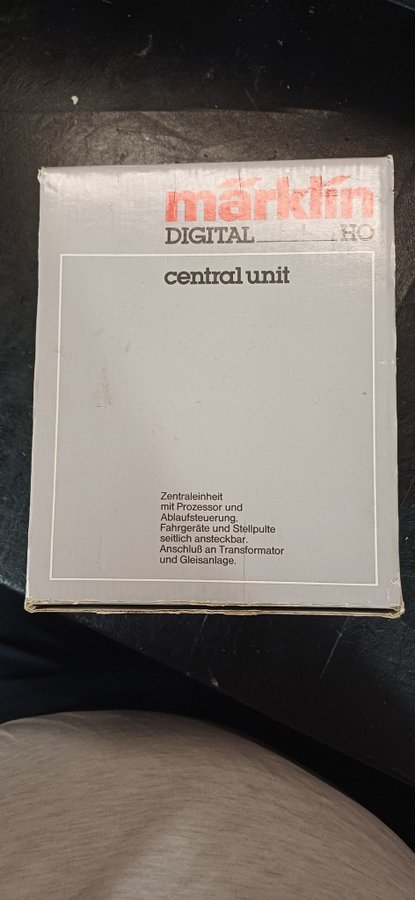 märklin
DIGITAL HO
central unit
Zentraleinheit
mit Prozessor und
Ablaufsteuerung.
Fahrgeräte und Stellpulte
seitlich ansteckbar.
Anschluß an Transformator
und Gleisanlage.